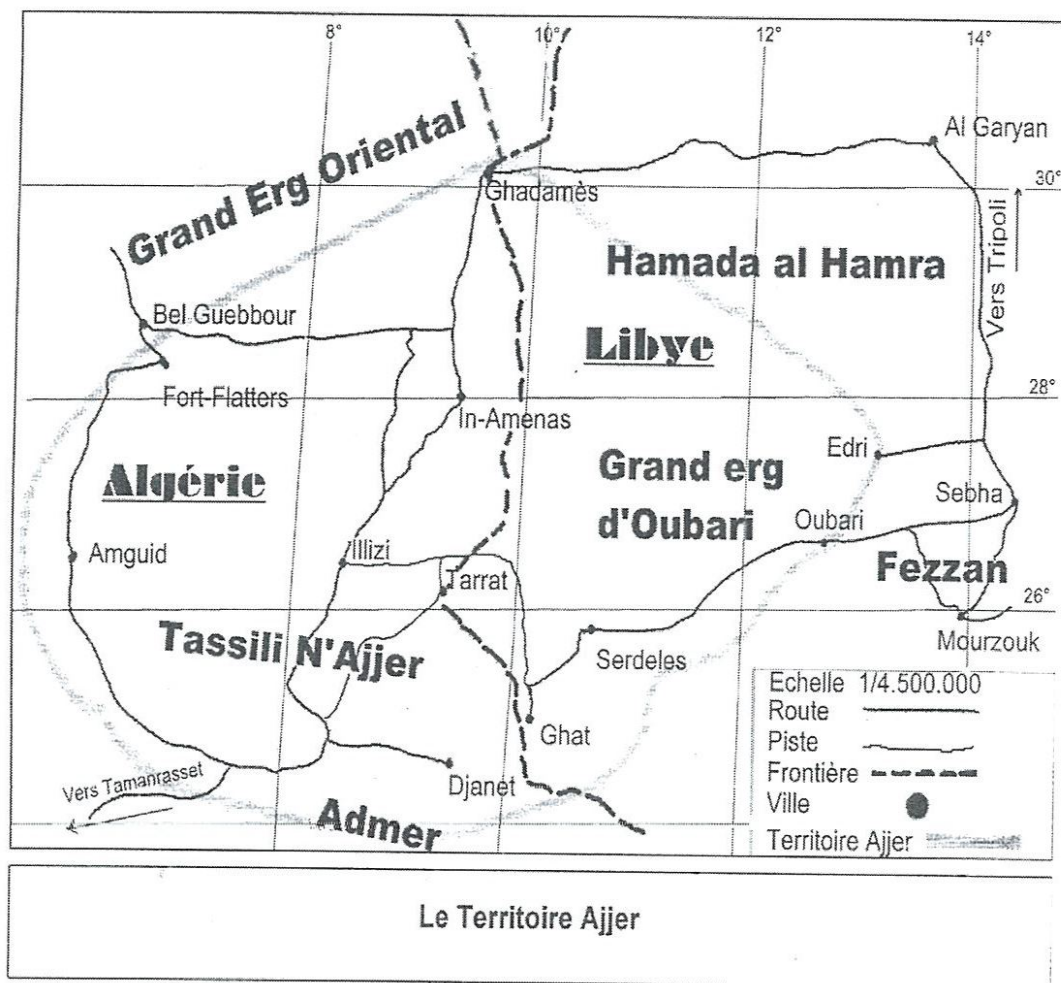 8° 10° 12° 14°
Grand Erg Oriental
Al Garyan
Ghadamès
30°
Hamada al Hamra
Vers Tripoli
Bel Guebbour
Libye
Fort-Flatters
28°
In-Amenas
Edri
Algérie
Grand erg
d'Oubari
Sebha
Oubari
Amguid
Illizi
Fezzan
Tarrat
26°
Tassili N'Ajjer
Serdeles
Mourzouk
Echelle 1/4.500.000
Route
Piste
Frontière
Ville
Territoire Ajjer
Ghat
Vers Tamanrasset
Djanet
Admer
Le Territoire Ajjer